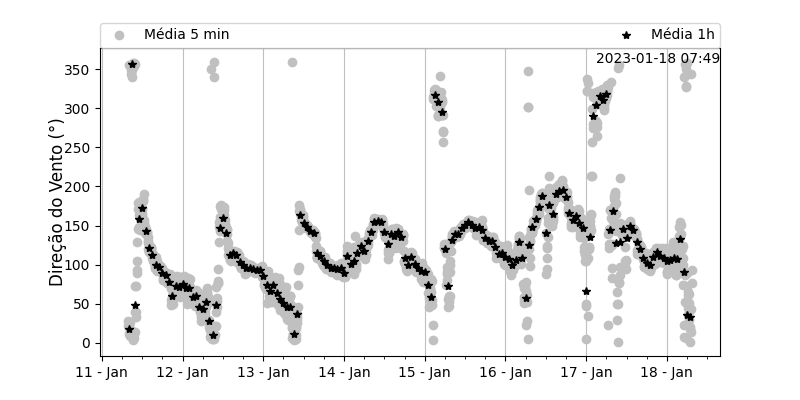 Média 5 min
Média 1h
2023-01-18 07:49
Direção do Vento (°)
350
300
250
200
150
100
50
0
11 - Jan
12 - Jan
13 - Jan
14 - Jan
15 - Jan
16 - Jan
17 - Jan
18 - Jan